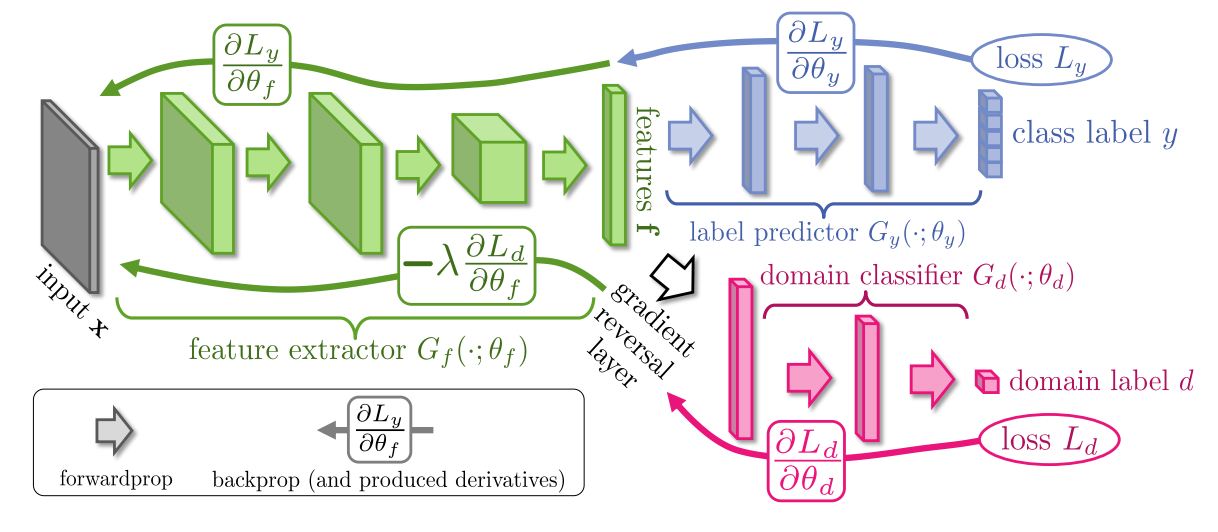 ∂L_y
∂θ_f
∂L_y
∂θ_y
loss L_y
class label y
features f
label predictor G_y(·;θ_y)
input x
−λ ∂L_d
∂θ_f
feature extractor G_f(·;θ_f)
gradient
reversal
layer
domain classifier G_d(·;θ_d)
domain label d
∂L_d
∂θ_d
loss L_d
∂L_y
∂θ_f
forwardprop
backprop (and produced derivatives)